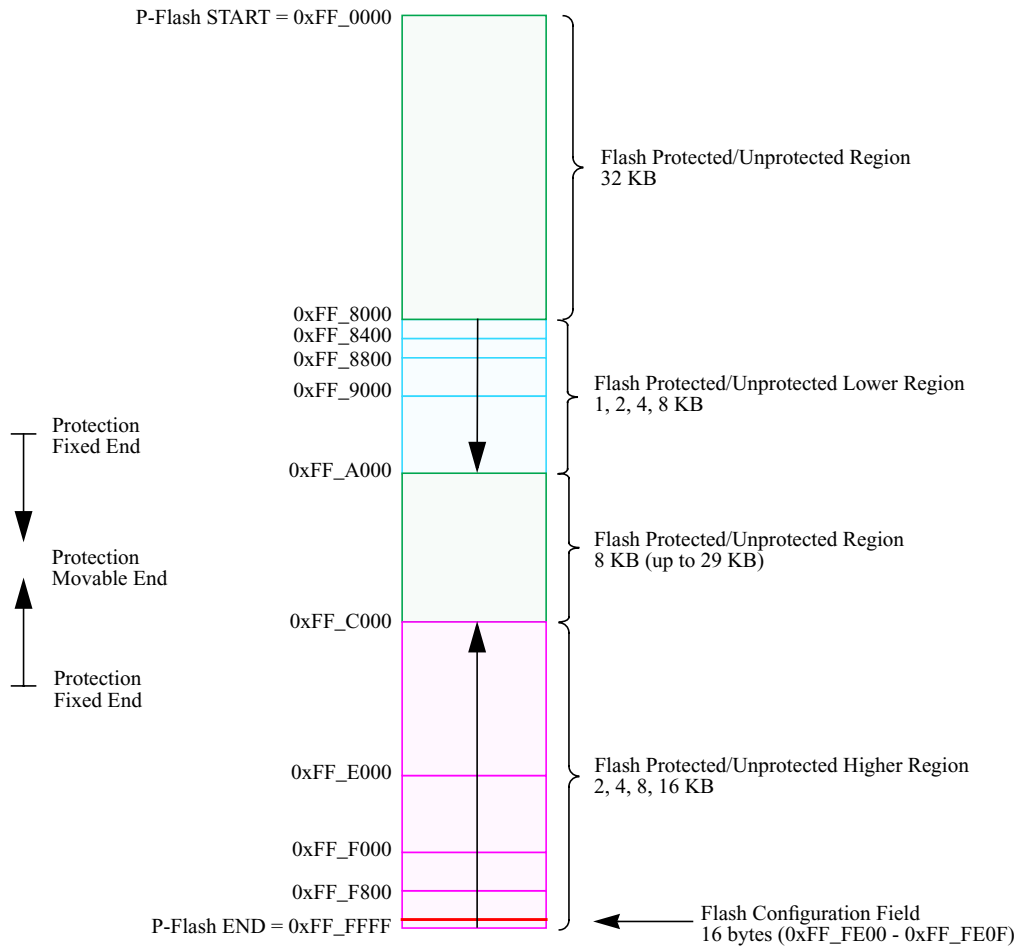 P-Flash START = 0xFF_0000
Flash Protected/Unprotected Region
32 KB
0xFF_8000
0xFF_8400
0xFF_8800
0xFF_9000
Flash Protected/Unprotected Lower Region
1, 2, 4, 8 KB
Protection
Fixed End
0xFF_A000
Protection
Movable End
Flash Protected/Unprotected Region
8 KB (up to 29 KB)
0xFF_C000
Protection
Fixed End
0xFF_E000
Flash Protected/Unprotected Higher Region
2, 4, 8, 16 KB
0xFF_F000
0xFF_F800
P-Flash END = 0xFF_FFFF
Flash Configuration Field
16 bytes (0xFF_FE00 - 0xFF_FE0F)